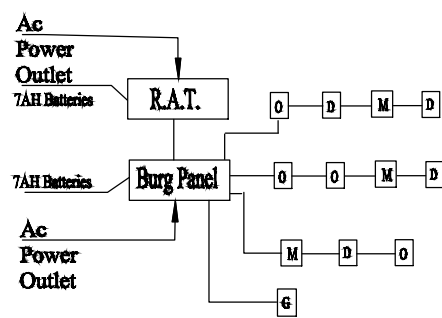 Ac
Power
Outlet
7AH Batteries
R.A.T.
O D M D
7AH Batteries
Burg Panel
O O M D
Ac
Power
Outlet
M D O
G